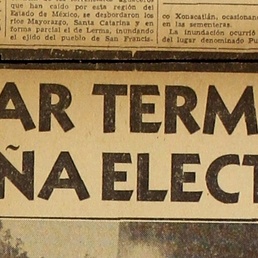 que han caído por esta región del
Estado de México, se desbordaron los
ríos Mayorazgo, Santa Catarina y en
forma parcial el de Lerma, inundando
el ejido del pueblo de San Francis-
co Xonacatlán, ocasionan
en las sementeras.
La inundación ocurrió
del lugar denominado Pu
AR TERM
ÑA ELECT